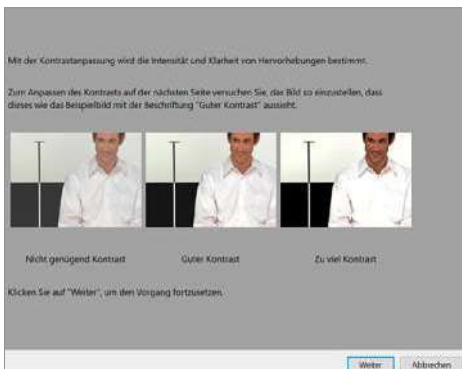 Mit der Kontrastanpassung wird die Intensität und Klarheit von Hervorhebungen bestimmt.
Zum Anpassen des Kontrasts auf der nächsten Seite versuchen Sie, das Bild so einzustellen, dass
dieses wie das Beispielbild mit der Beschriftung "Guter Kontrast" aussieht.
Nicht genügend Kontrast
Guter Kontrast
Zu viel Kontrast
Klicken Sie auf "Weiter", um den Vorgang fortzusetzen.
Weiter
Abbrechen